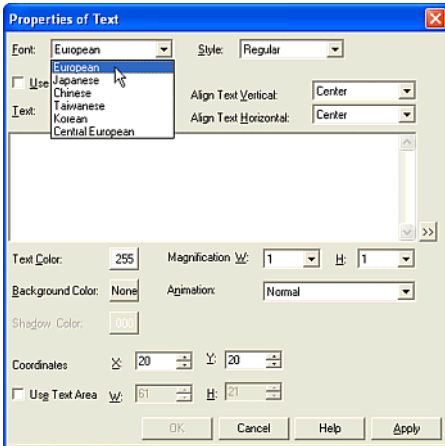 Properties of Text
Font: European Style: Regular
European
Japanese
Chinese
Taiwanese
Korean
Central European
Use
Align Text Vertical: Center
Text: Align Text Horizontal: Center
>>
Text Color: 255 Magnification W: 1 H: 1
Background Color: None Animation: Normal
Shadow Color: 000
Coordinates X: 20 Y: 20
Use Text Area W: 61 H: 21
OK Cancel Help Apply